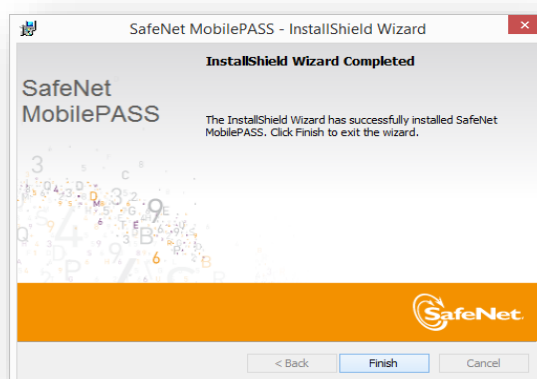 SafeNet MobilePASS - InstallShield Wizard
InstallShield Wizard Completed
SafeNet
MobilePASS
The InstallShield Wizard has successfully installed SafeNet
MobilePASS. Click Finish to exit the wizard.
SafeNet.
< Back
Finish
Cancel